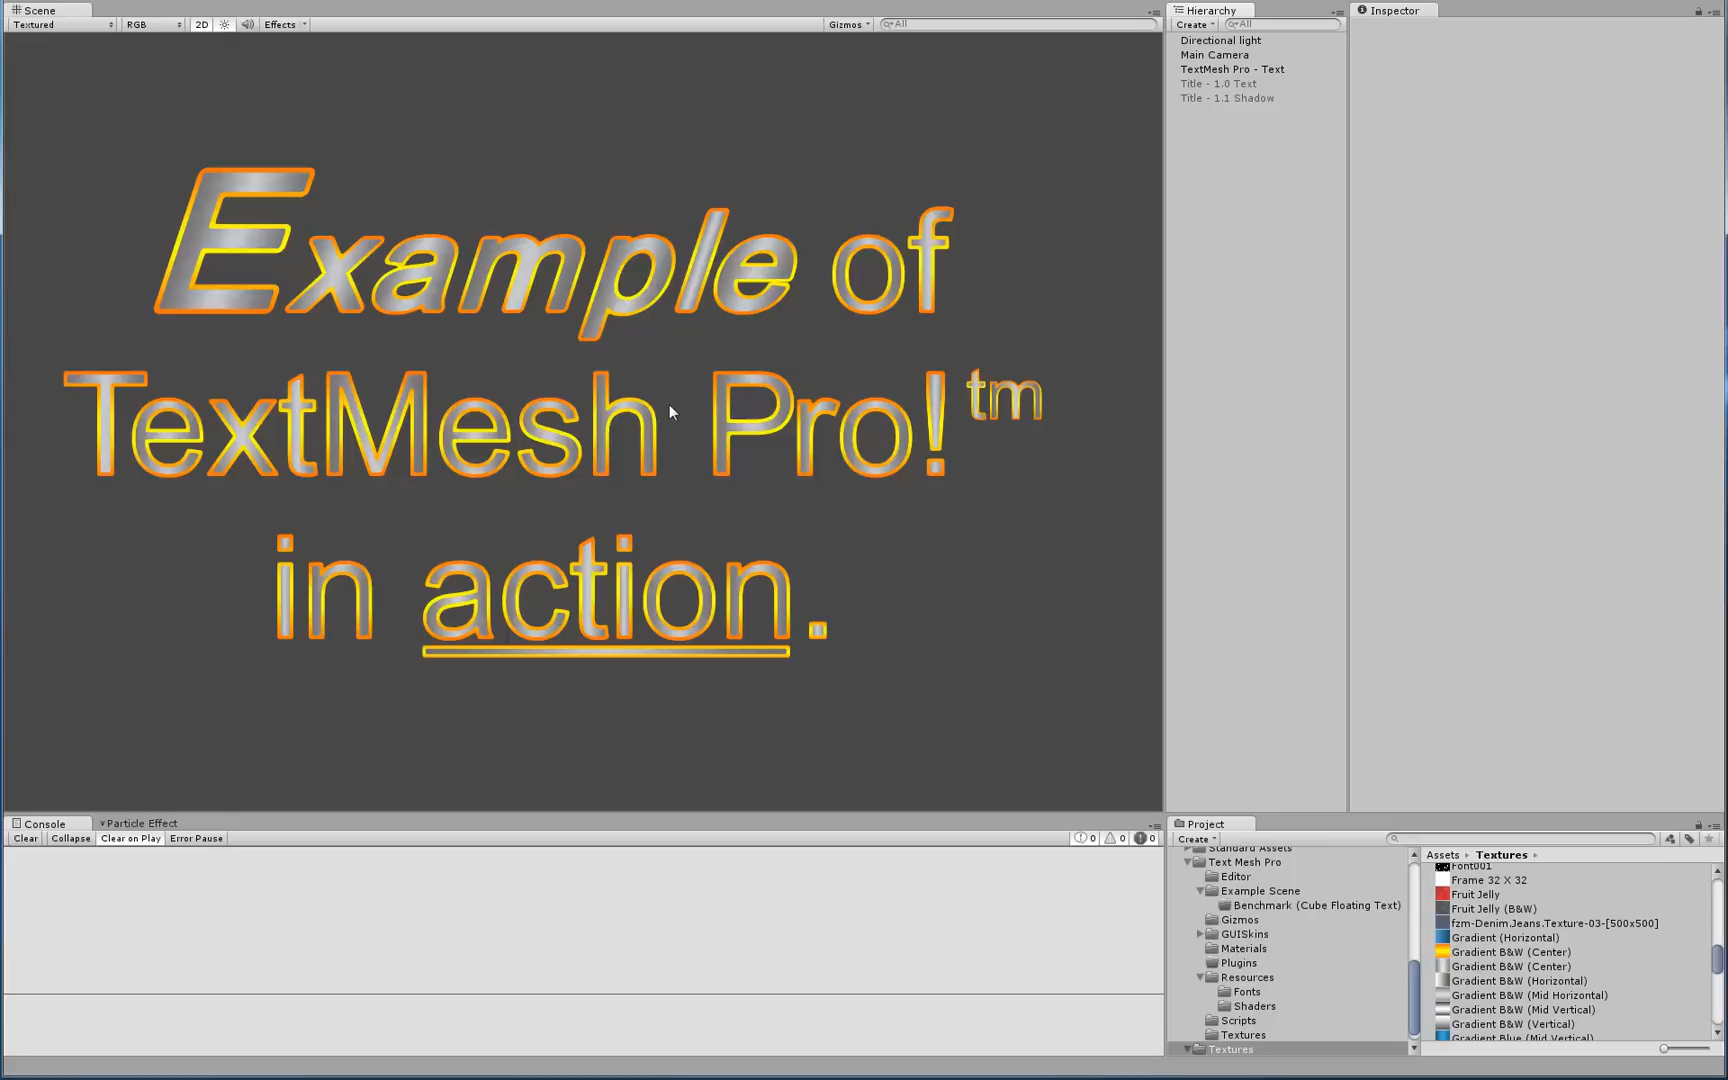 Scene
Textured RGB 2D Effects Gizmos All
Example of
TextMesh Pro!tm
in action.
Hierarchy
Create All
Directional light
Main Camera
TextMesh Pro - Text
Title - 1.0 Text
Title - 1.1 Shadow
Inspector
Console Particle Effect
Clear Collapse Clear on Play Error Pause 0 0 0
Project
Create
Standard Assets
Text Mesh Pro
Editor
Example Scene
Benchmark (Cube Floating Text)
Gizmos
GUISkins
Materials
Plugins
Resources
Fonts
Shaders
Scripts
Textures
Textures
Assets Textures
Font001
Frame 32 X 32
Fruit Jelly
Fruit Jelly (B&W)
fzm-Denim.Jeans.Texture-03-[500x500]
Gradient (Horizontal)
Gradient B&W (Center)
Gradient B&W (Center)
Gradient B&W (Horizontal)
Gradient B&W (Mid Horizontal)
Gradient B&W (Mid Vertical)
Gradient B&W (Vertical)
Gradient Blue (Mid Vertical)